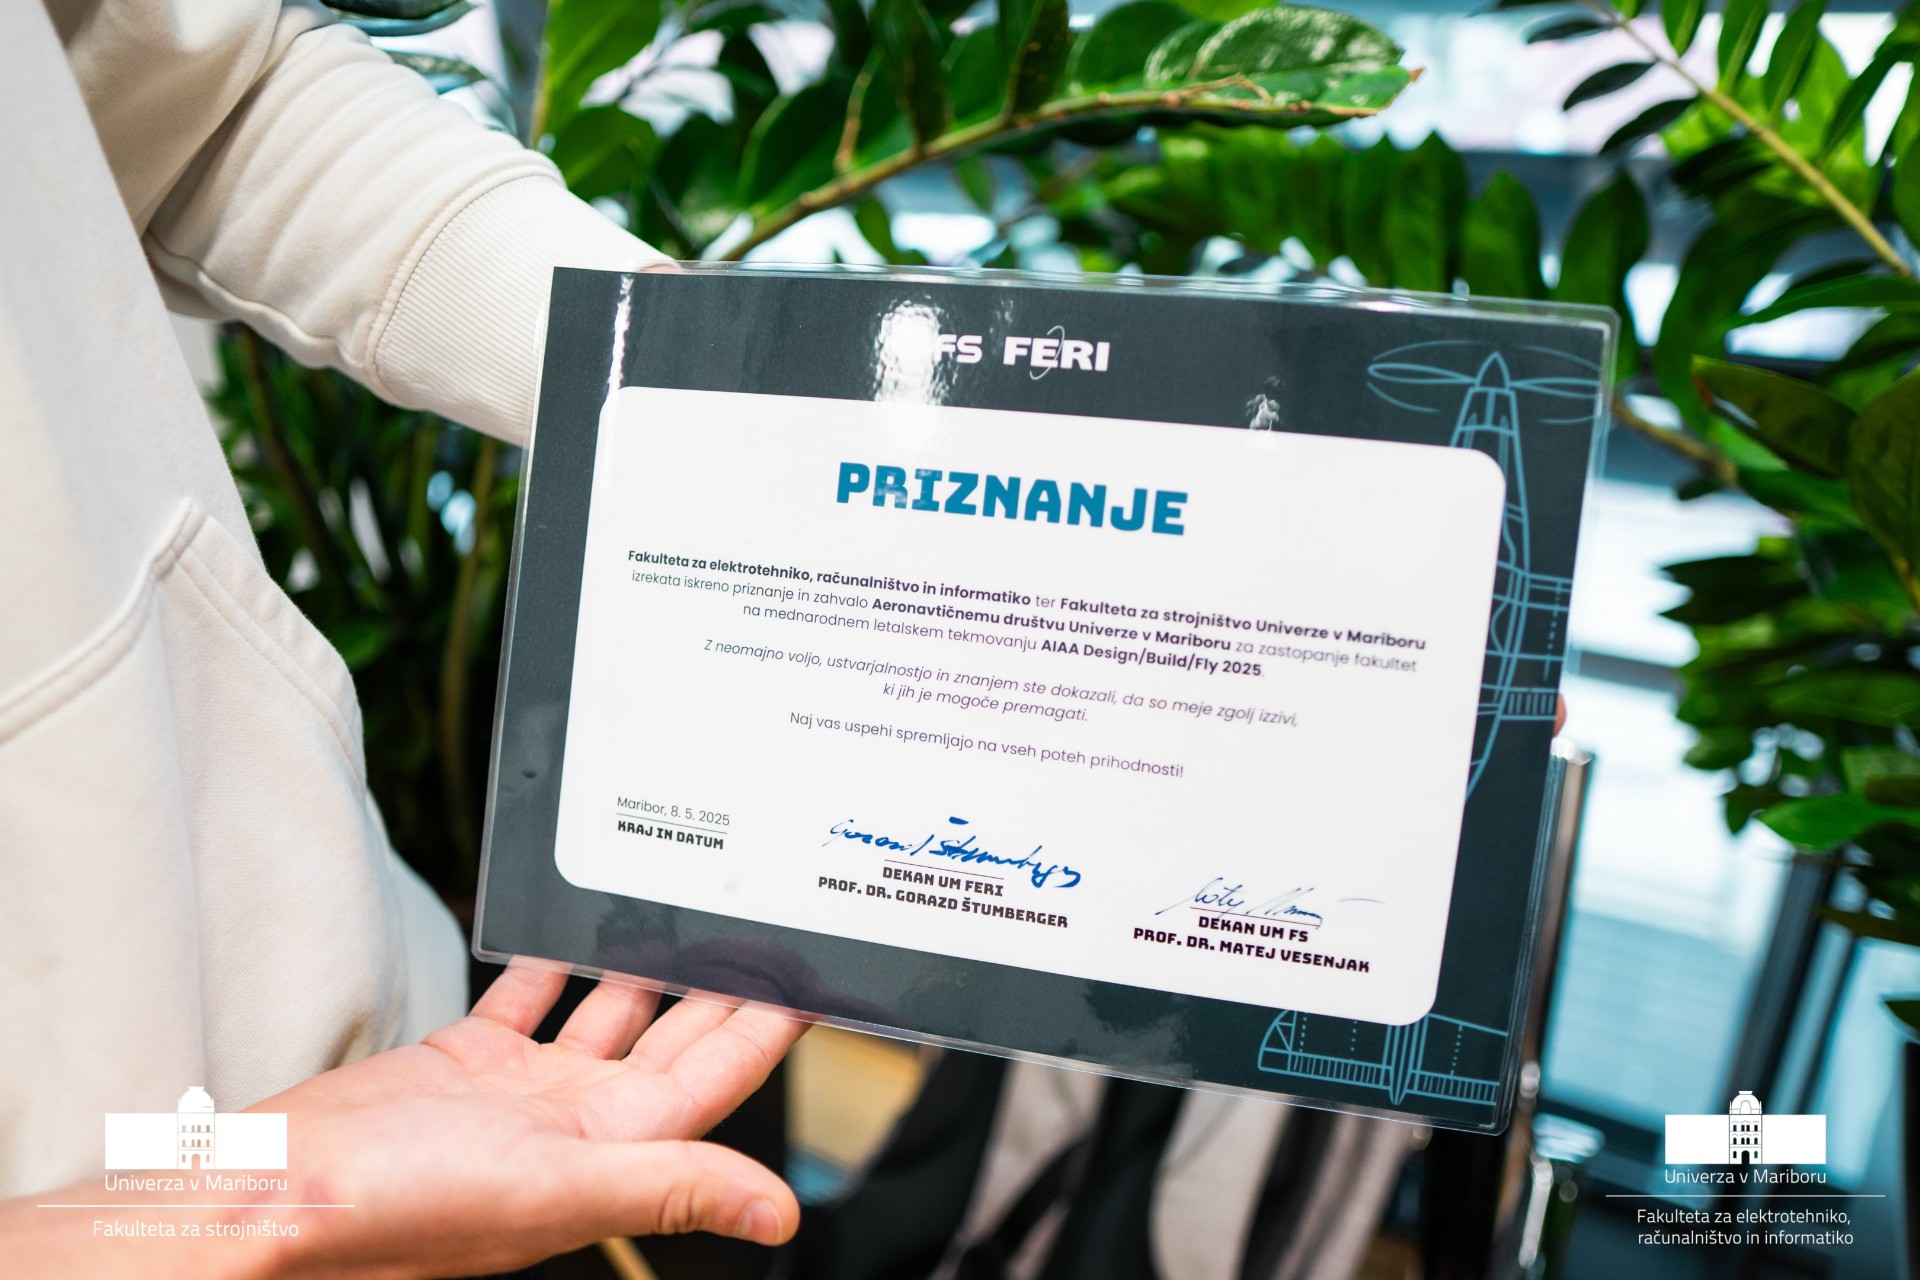 FS FERI
PRIZNANJE
Fakulteta za elektrotehniko, računalništvo in informatiko ter Fakulteta za strojništvo Univerze v Mariboru
izrekata iskreno priznanje in zahvalo Aeronavtičnemu društvu Univerze v Mariboru za zastopanje fakultet
na mednarodnem letalskem tekmovanju AIAA Design/Build/Fly 2025.
Z neomajno voljo, ustvarjalnostjo in znanjem ste dokazali, da so meje zgolj izzivi,
ki jih je mogoče premagati.
Naj vas uspehi spremljajo na vseh poteh prihodnosti!
Maribor, 8. 5. 2025
KRAJ IN DATUM
Gorazd Štumberger
DEKAN UM FERI
PROF. DR. GORAZD ŠTUMBERGER
DEKAN UM FS
PROF. DR. MATEJ VESENJAK
Univerza v Mariboru
Fakulteta za strojništvo
Univerza v Mariboru
Fakulteta za elektrotehniko,
računalništvo in informatiko